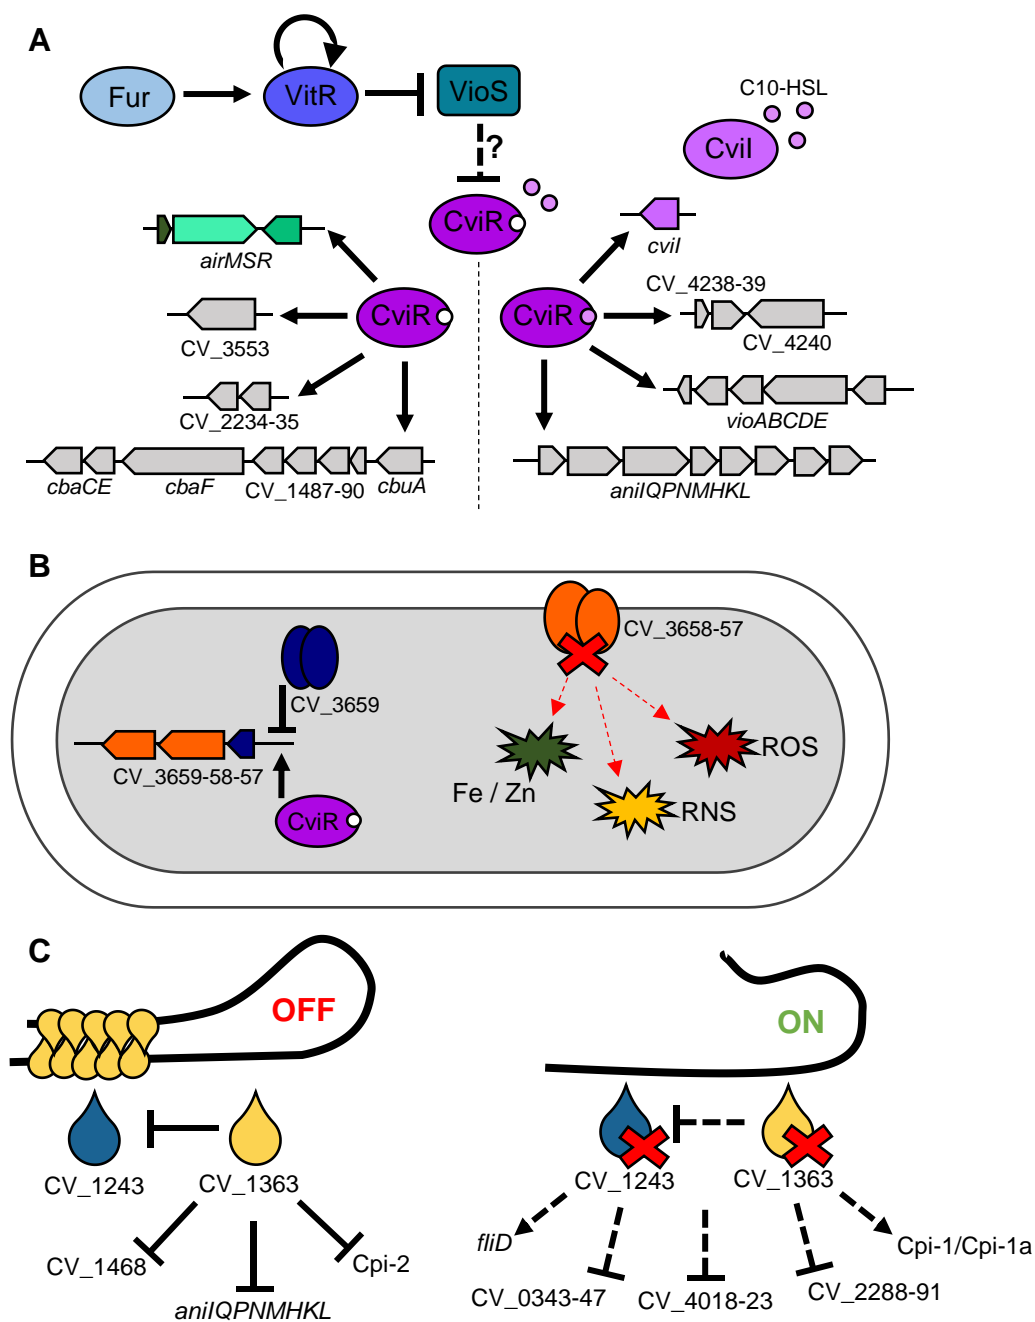 A
Fur
VitR
VioS
C10-HSL
CviI
?
CviR
airMSR
cviI
CV_4238-39
CviR
CviR
CV_3553
CV_4240
CV_2234-35
vioABCDE
cbaCE
cbaF
CV_1487-90
cbuA
anilQPNMHKL
B
CV_3658-57
CV_3659
CV_3659-58-57
ROS
Fe / Zn
RNS
CviR
C
OFF
ON
CV_1243
CV_1363
CV_1243
CV_1363
fliD
Cpi-1/Cpi-1a
CV_1468
Cpi-2
CV_0343-47
CV_4018-23
CV_2288-91
anilQPNMHKL